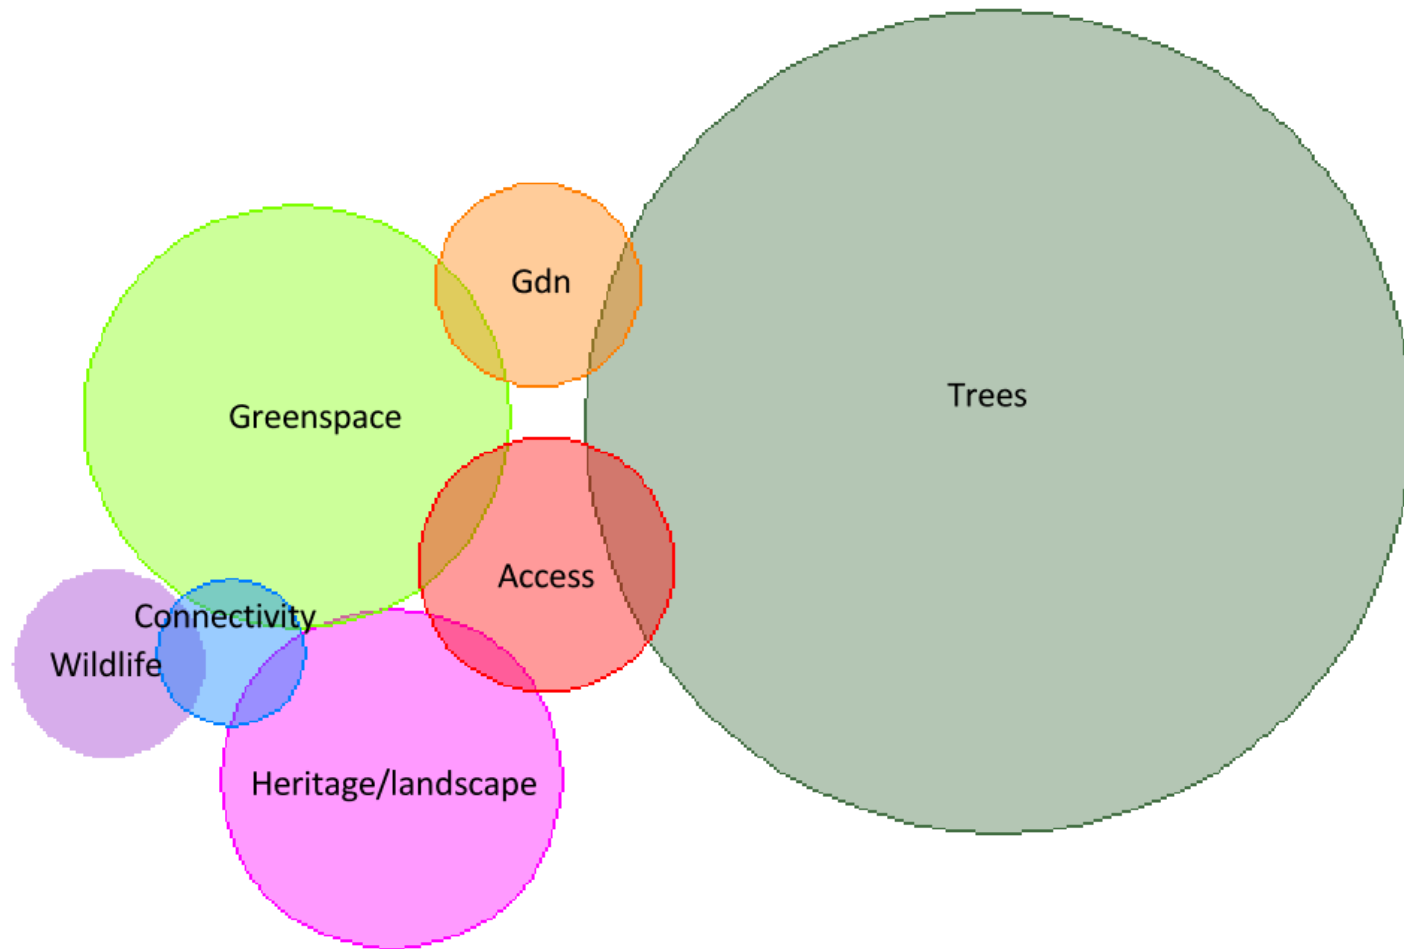 Gdn
Trees
Greenspace
Access
Connectivity
Wildlife
Heritage/landscape